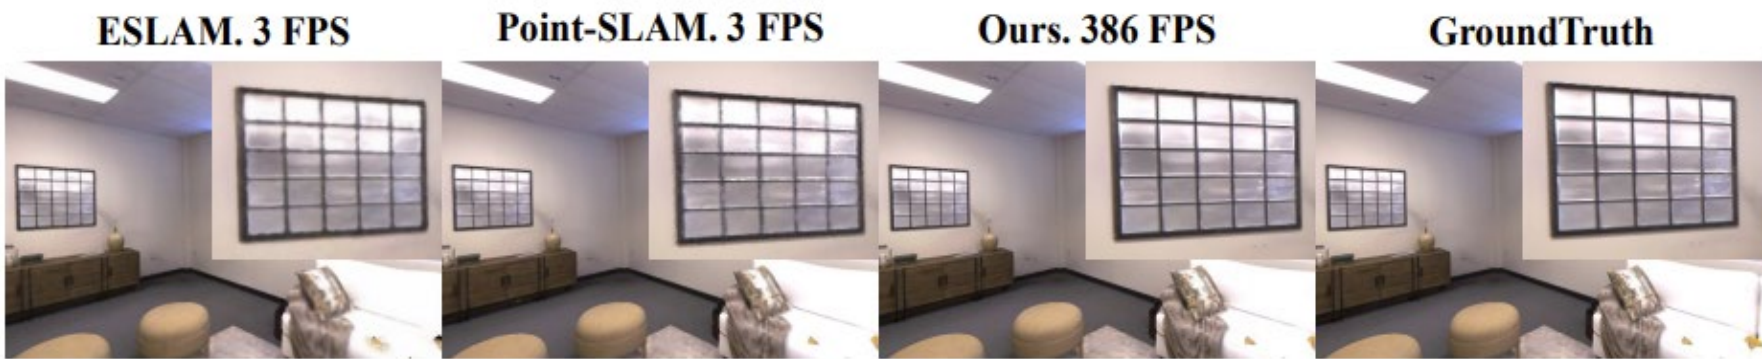 ESLAM. 3 FPS
Point-SLAM. 3 FPS
Ours. 386 FPS
GroundTruth